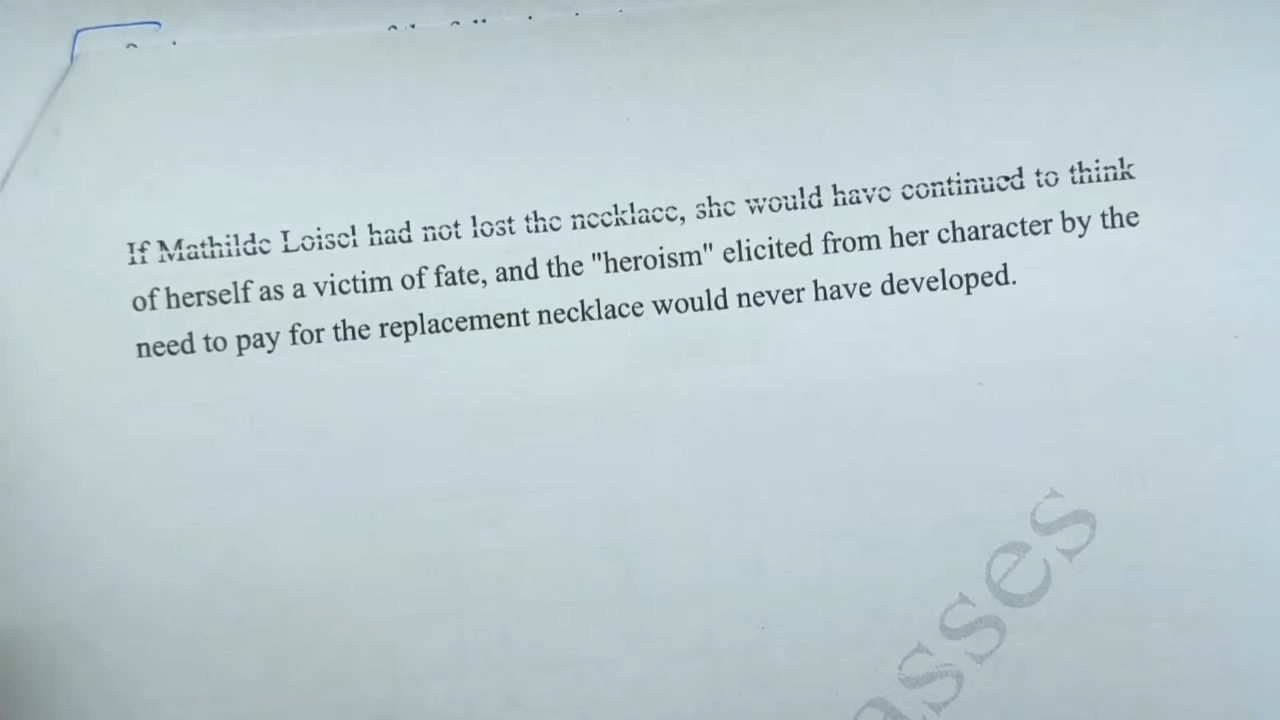 If Mathilde Loisel had not lost the necklace, she would have continued to think
of herself as a victim of fate, and the "heroism" elicited from her character by the
need to pay for the replacement necklace would never have developed.
asses